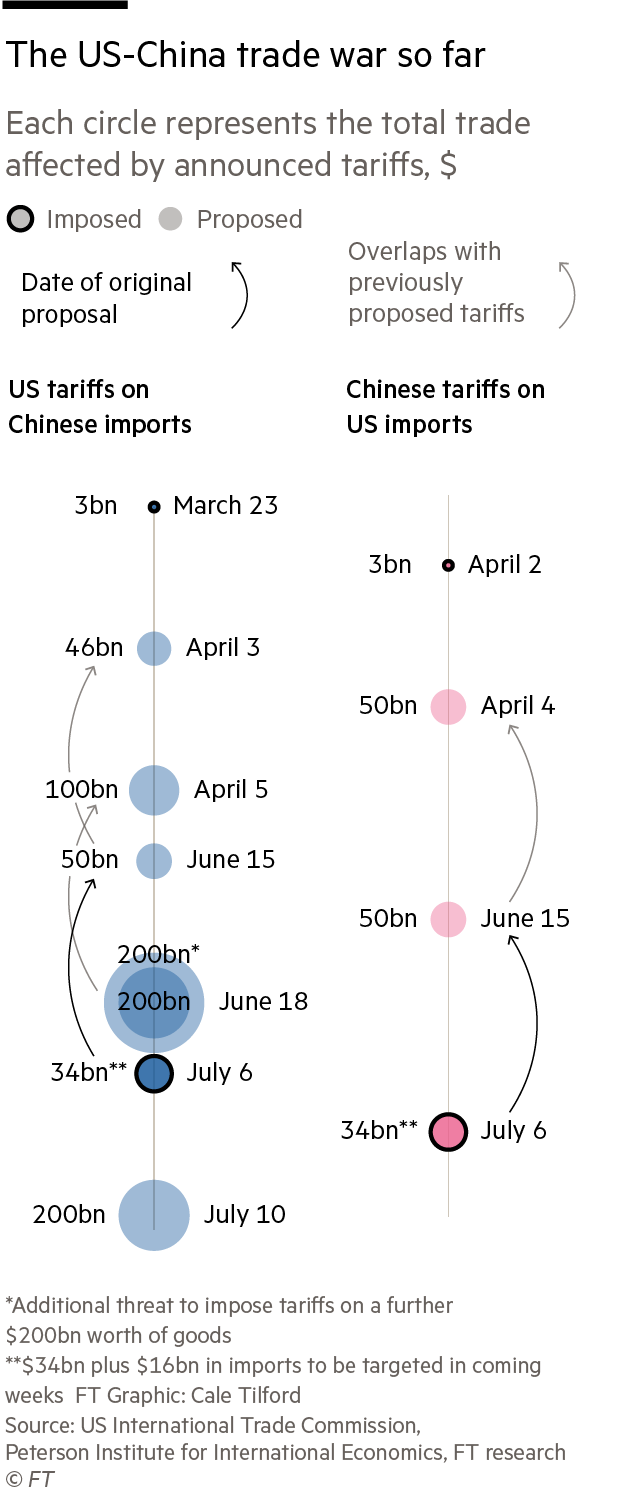 The US-China trade war so far
Each circle represents the total trade
affected by announced tariffs, $
Imposed
Proposed
Date of original
proposal
Overlaps with
previously
proposed tariffs
US tariffs on
Chinese imports
3bn March 23
46bn April 3
100bn April 5
50bn June 15
200bn*
200bn June 18
34bn** July 6
200bn July 10
Chinese tariffs on
US imports
3bn April 2
50bn April 4
50bn June 15
34bn** July 6
*Additional threat to impose tariffs on a further
$200bn worth of goods
**$34bn plus $16bn in imports to be targeted in coming
weeks FT Graphic: Cale Tilford
Source: US International Trade Commission,
Peterson Institute for International Economics, FT research
© FT